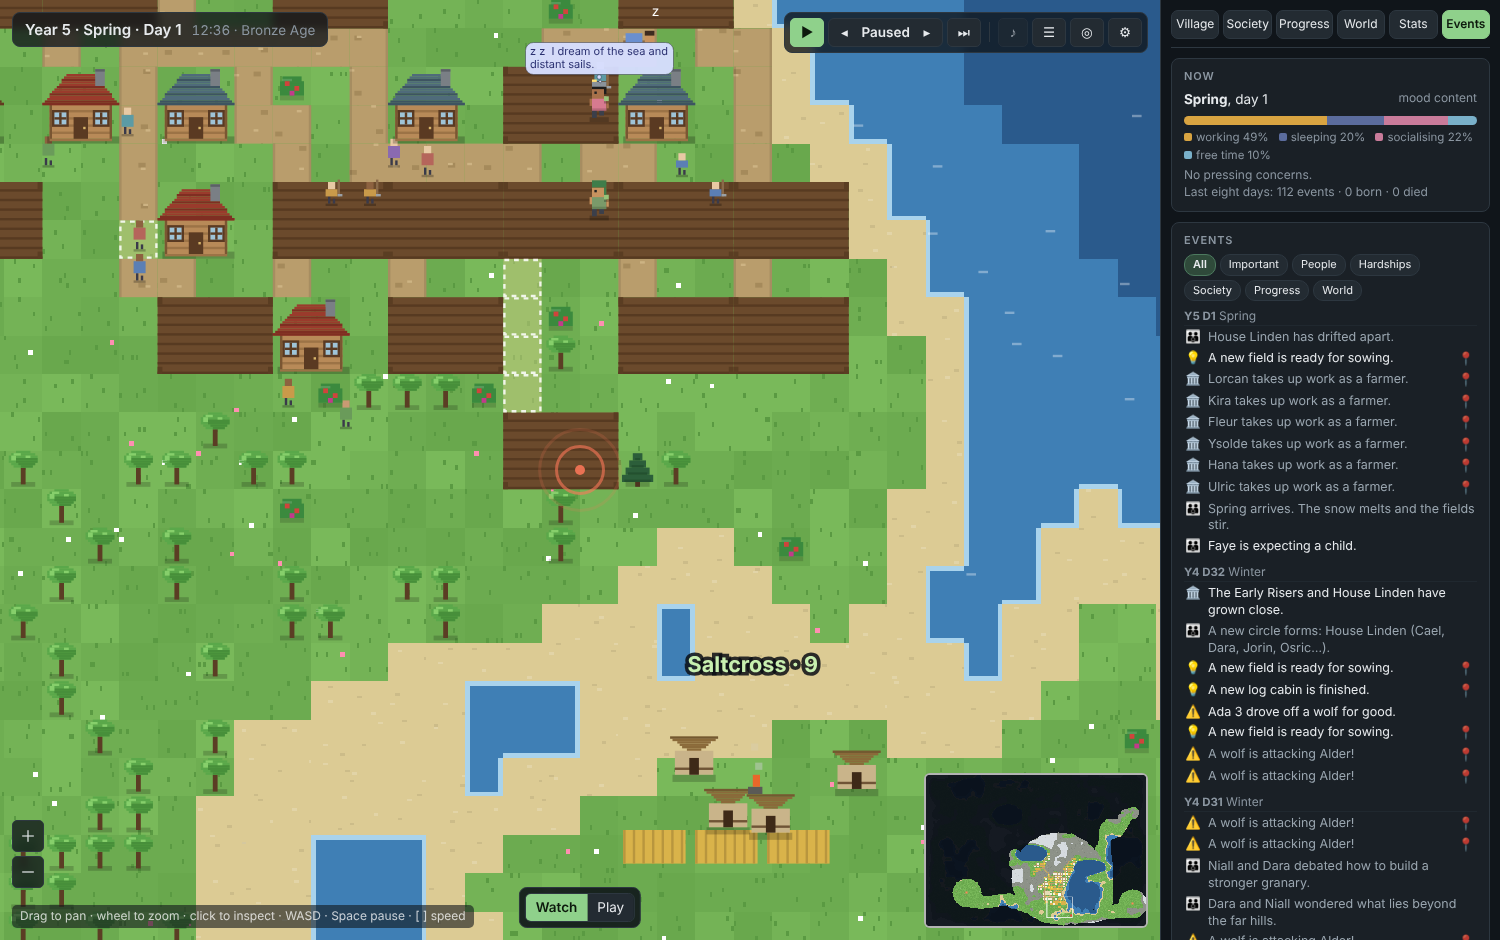 Year 5 · Spring · Day 1 12:36 · Bronze Age
z
z z I dream of the sea and
distant sails.
Paused
Village
Society
Progress
World
Stats
Events
NOW
Spring, day 1 mood content
working 49% sleeping 20% socialising 22%
free time 10%
No pressing concerns.
Last eight days: 112 events · 0 born · 0 died
EVENTS
All
Important
People
Hardships
Society
Progress
World
Y5 D1 Spring
House Linden has drifted apart.
A new field is ready for sowing.
Lorcan takes up work as a farmer.
Kira takes up work as a farmer.
Fleur takes up work as a farmer.
Ysolde takes up work as a farmer.
Hana takes up work as a farmer.
Ulric takes up work as a farmer.
Spring arrives. The snow melts and the fields
stir.
Faye is expecting a child.
Y4 D32 Winter
The Early Risers and House Linden have
grown close.
A new circle forms: House Linden (Cael,
Dara, Jorin, Osric...).
A new field is ready for sowing.
A new log cabin is finished.
Ada 3 drove off a wolf for good.
A new field is ready for sowing.
A wolf is attacking Alder!
A wolf is attacking Alder!
Y4 D31 Winter
A wolf is attacking Alder!
A wolf is attacking Alder!
Niall and Dara debated how to build a
stronger granary.
Dara and Niall wondered what lies beyond
the far hills.
A wolf is attacking Alder!
Saltcross · 9
+
−
Drag to pan · wheel to zoom · click to inspect · WASD · Space pause · [ ] speed
Watch
Play